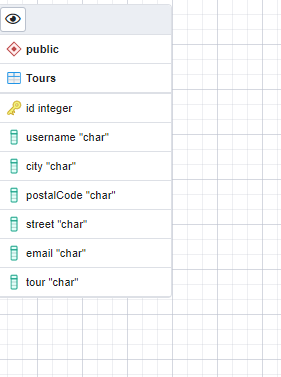 public
Tours
id integer
username "char"
city "char"
postalCode "char"
street "char"
email "char"
tour "char"